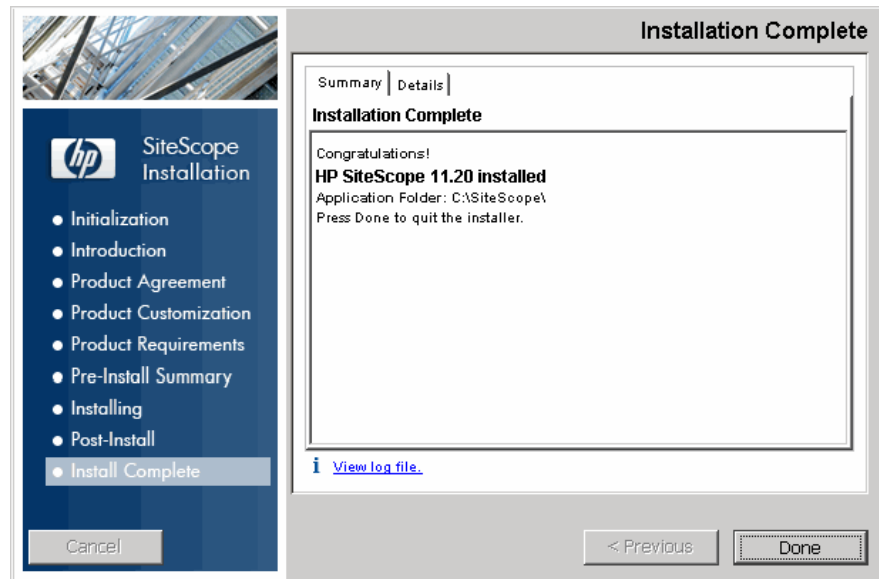 Installation Complete
hp
SiteScope
Installation
Initialization
Introduction
Product Agreement
Product Customization
Product Requirements
Pre-Install Summary
Installing
Post-Install
Install Complete
Cancel
Summary Details
Installation Complete
Congratulations!
HP SiteScope 11.20 installed
Application Folder: C:\SiteScope\
Press Done to quit the installer.
i View log file.
< Previous Done